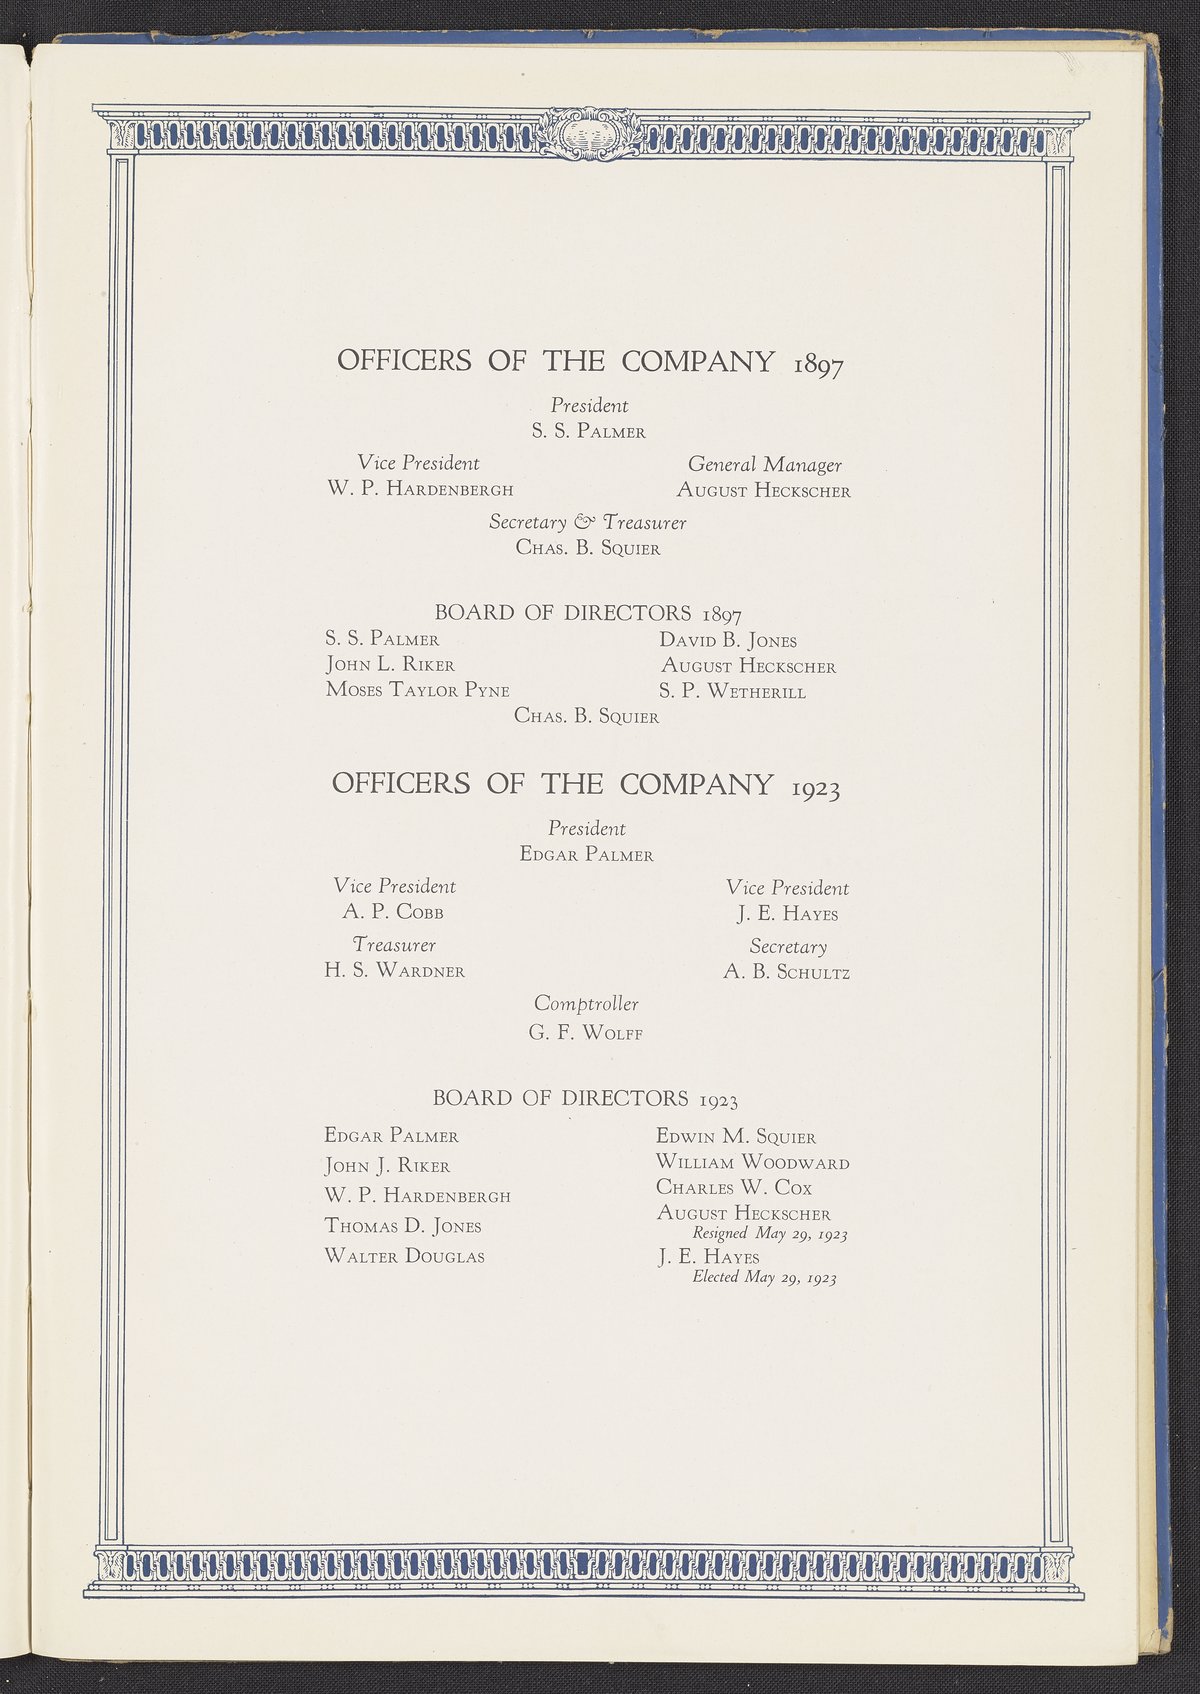 OFFICERS OF THE COMPANY 1897
President
S. S. PALMER
Vice President General Manager
W. P. HARDENBERGH AUGUST HECKSCHER
Secretary & Treasurer
CHAS. B. SQUIER
BOARD OF DIRECTORS 1897
S. S. PALMER DAVID B. JONES
JOHN L. RIKER AUGUST HECKSCHER
MOSES TAYLOR PYNE S. P. WETHERILL
CHAS. B. SQUIER
OFFICERS OF THE COMPANY 1923
President
EDGAR PALMER
Vice President Vice President
A. P. COBB J. E. HAYES
Treasurer Secretary
H. S. WARDNER A. B. SCHULTZ
Comptroller
G. F. WOLFF
BOARD OF DIRECTORS 1923
EDGAR PALMER
JOHN J. RIKER
W. P. HARDENBERGH
THOMAS D. JONES
WALTER DOUGLAS
EDWIN M. SQUIER
WILLIAM WOODWARD
CHARLES W. COX
AUGUST HECKSCHER
Resigned May 29, 1923
J. E. HAYES
Elected May 29, 1923